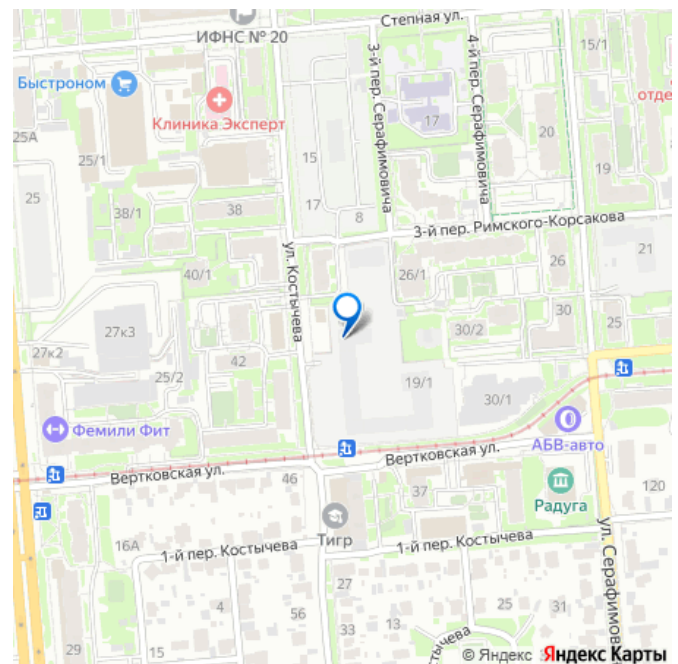 Степная ул.
ИФНС № 20
15/1
Быстроном
3-й пер. Серафимовича
4-й пер. Серафимовича
отде
Клиника Эксперт
17
20
25А
25/1
15
19
25
38/1
38
17
8
3-й пер. Римского-Корсакова
21
ул. Костычева
40/1
26/1
26
27к3
30
25
30/2
27к2
42
25/2
19/1
30/1
Фемили Фит
АБВ-авто
Вертковская ул.
Вертковская ул.
46
37
Радуга
120
Тигр
16А
1-й пер. Костычева
1-й пер. Костычева
ул. Серафимов
27
4
56
25
31
33
13
29
15
тычева
© Яндекс
Яндекс Карты